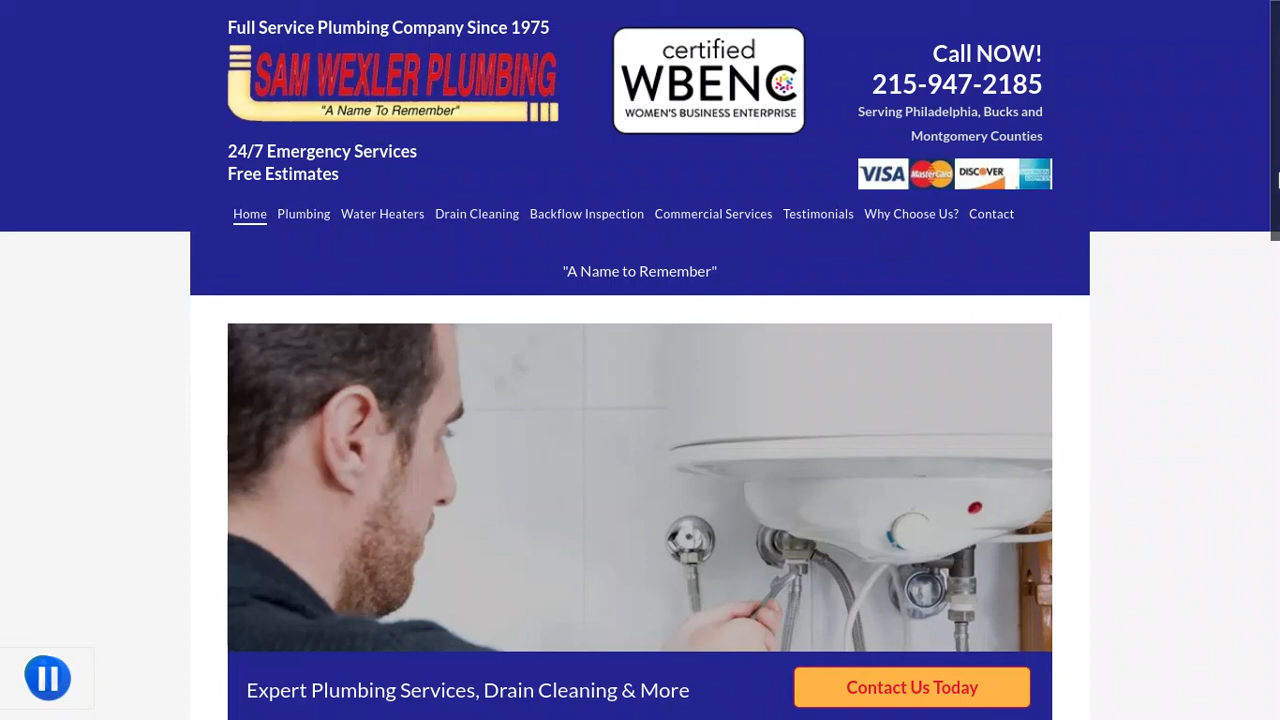 Full Service Plumbing Company Since 1975
SAM WEXLER PLUMBING
"A Name To Remember"
24/7 Emergency Services
Free Estimates
certified
WBENC
WOMEN'S BUSINESS ENTERPRISE
Call NOW!
215-947-2185
Serving Philadelphia, Bucks and
Montgomery Counties
VISA MasterCard DISCOVER
Home Plumbing Water Heaters Drain Cleaning Backflow Inspection Commercial Services Testimonials Why Choose Us? Contact
"A Name to Remember"
Expert Plumbing Services, Drain Cleaning & More
Contact Us Today